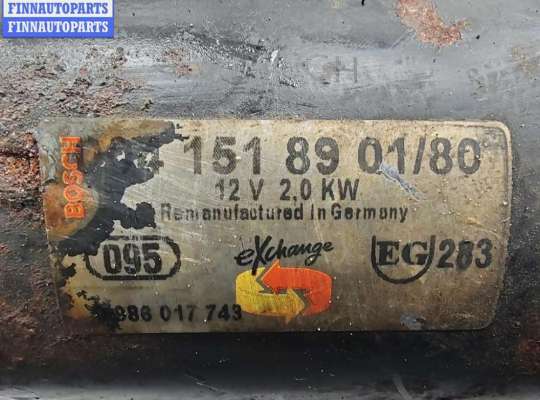 FINNAUTOPARTS
FINNAUTOPARTS
BOSCH
151 89 01/80
12 V 2,0 KW
Remanufactured in Germany
095
eXchange
EG/283
986 017 743